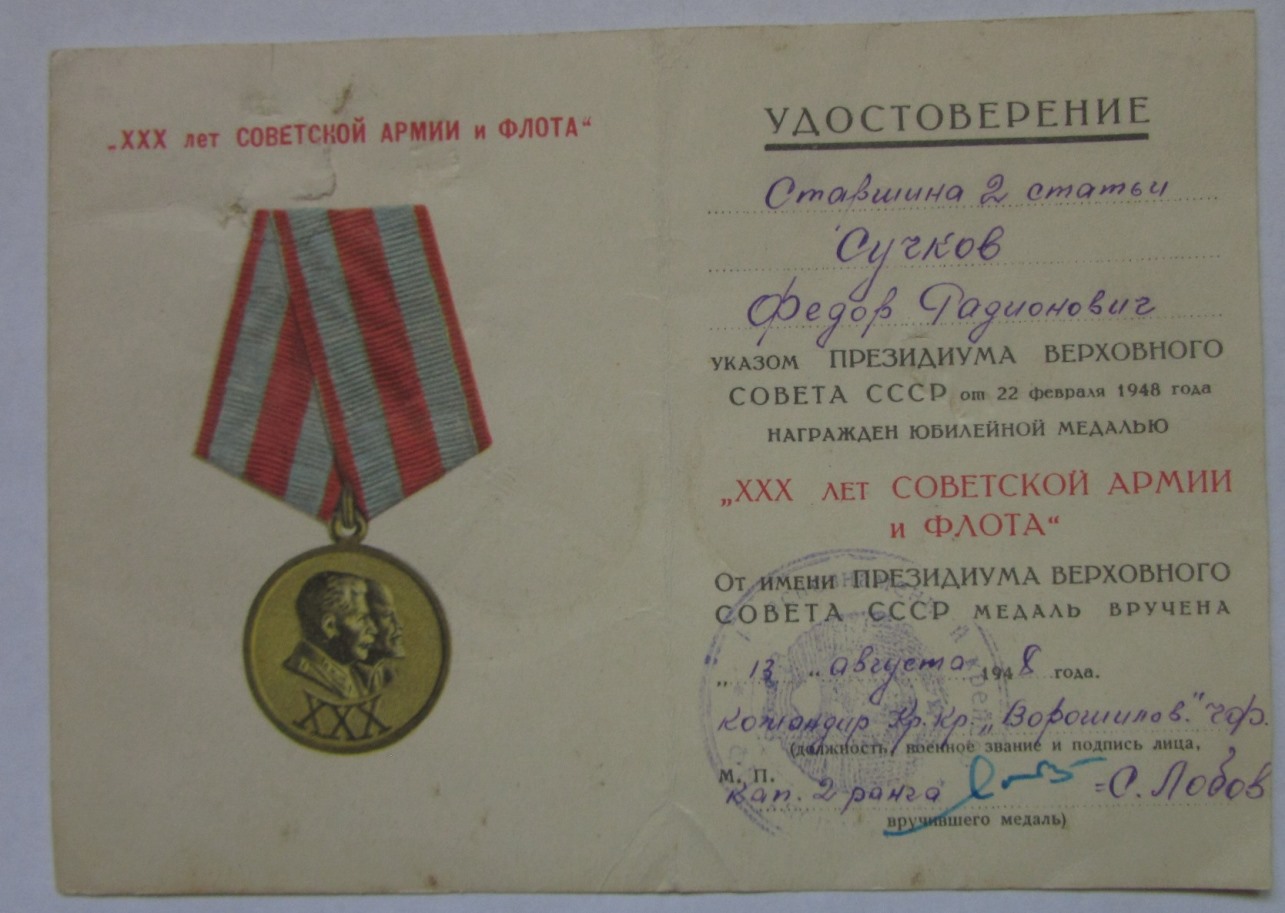 „XXX лет СОВЕТСКОЙ АРМИИ и ФЛОТА“
XXX
УДОСТОВЕРЕНИЕ
Ставшина 2 статьи
Сучков
Федор Радионович
УКАЗОМ ПРЕЗИДИУМА ВЕРХОВНОГО
СОВЕТА СССР от 22 февраля 1948 года
НАГРАЖДЕН ЮБИЛЕЙНОЙ МЕДАЛЬЮ
„XXX ЛЕТ СОВЕТСКОЙ АРМИИ
и ФЛОТА“
ОТ ИМЕНИ ПРЕЗИДИУМА ВЕРХОВНОГО
СОВЕТА СССР МЕДАЛЬ ВРУЧЕНА
„13„ августа 1948 года.
командир Кр. Кр. „Ворошилов." ЧФ.
(должность, военное звание и подпись лица,
М. П.
кап. 2 ранга =С. Лобов
вручившего медаль)